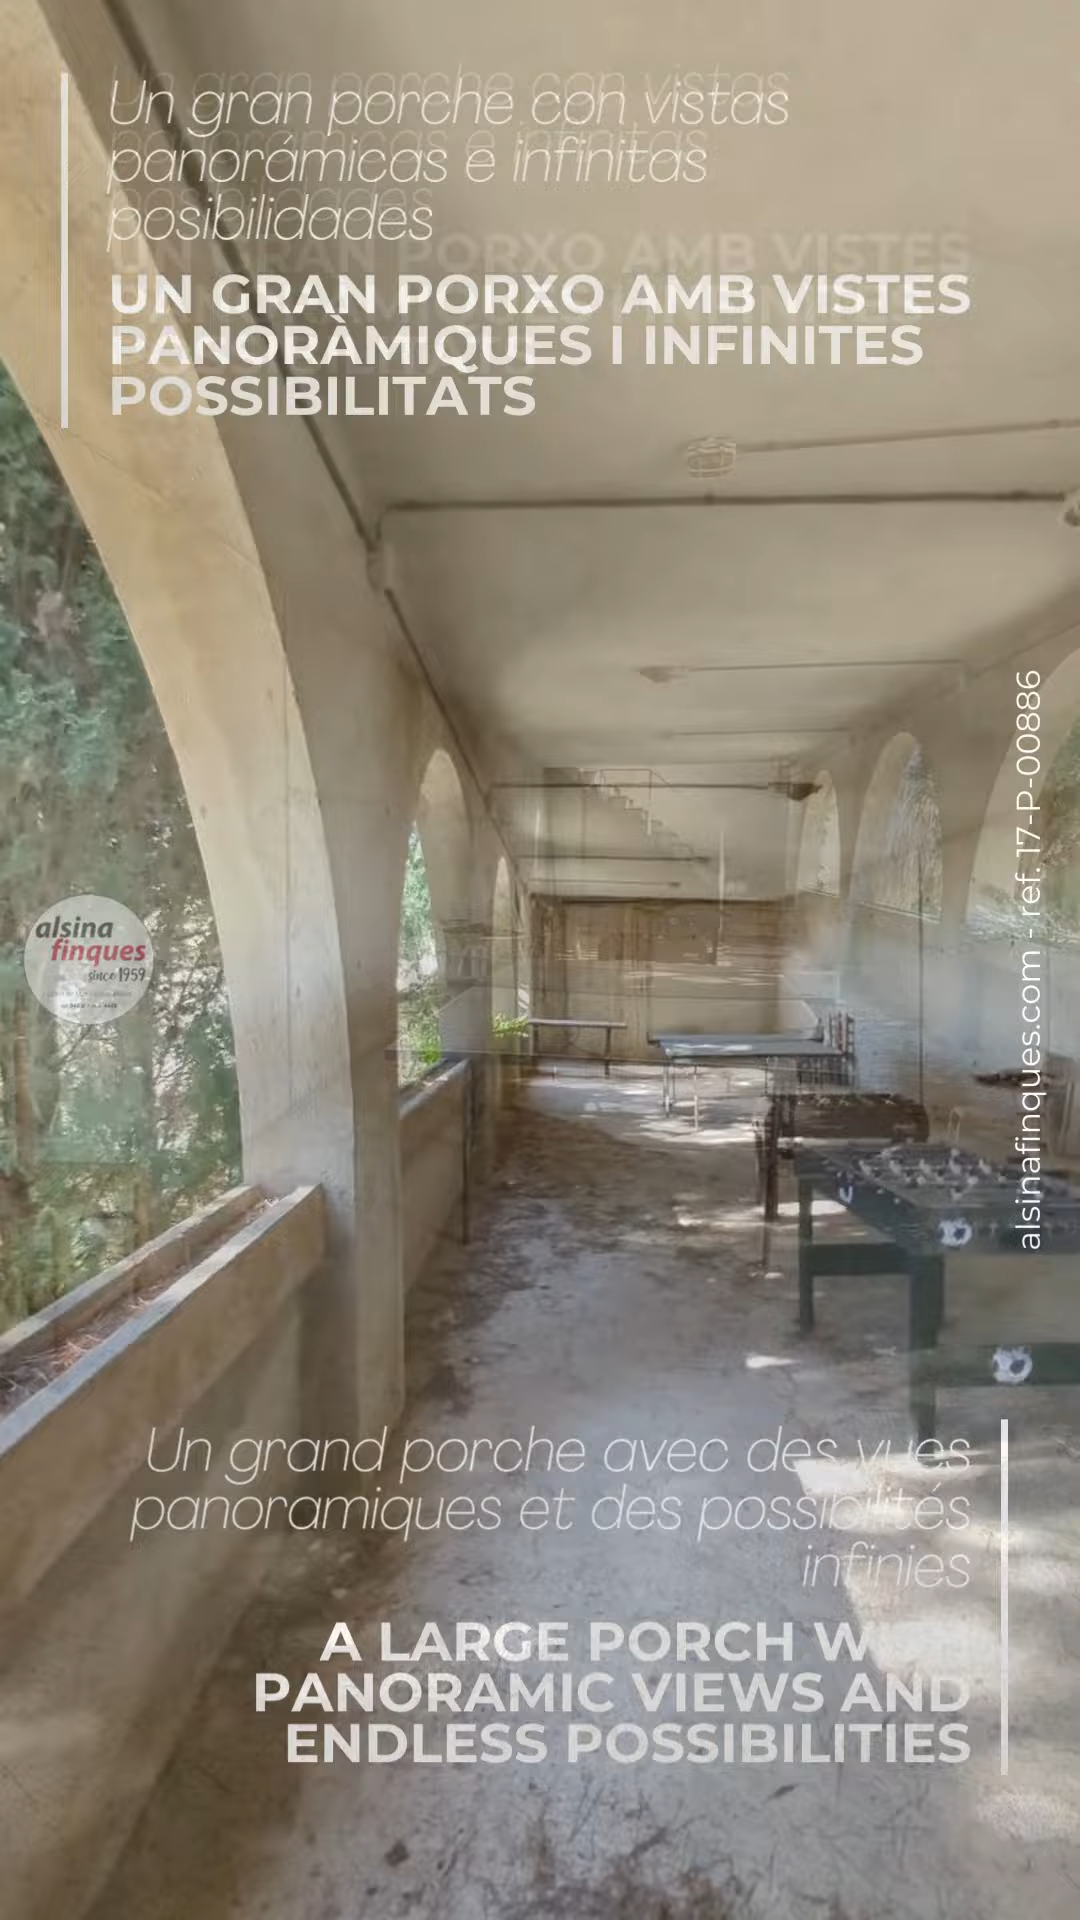 Un gran porche con vistas
panorámicas e infinitas
posibilidades
UN GRAN PORXO AMB VISTES
PANORÀMIQUES I INFINITES
POSSIBILITATS
alsina
finques
since 1959
alsinafinques.com - ref. 17-P-00886
Un grand porche avec des vues
panoramiques et des possibilités
infinies
A LARGE PORCH W
PANORAMIC VIEWS AND
ENDLESS POSSIBILITIES